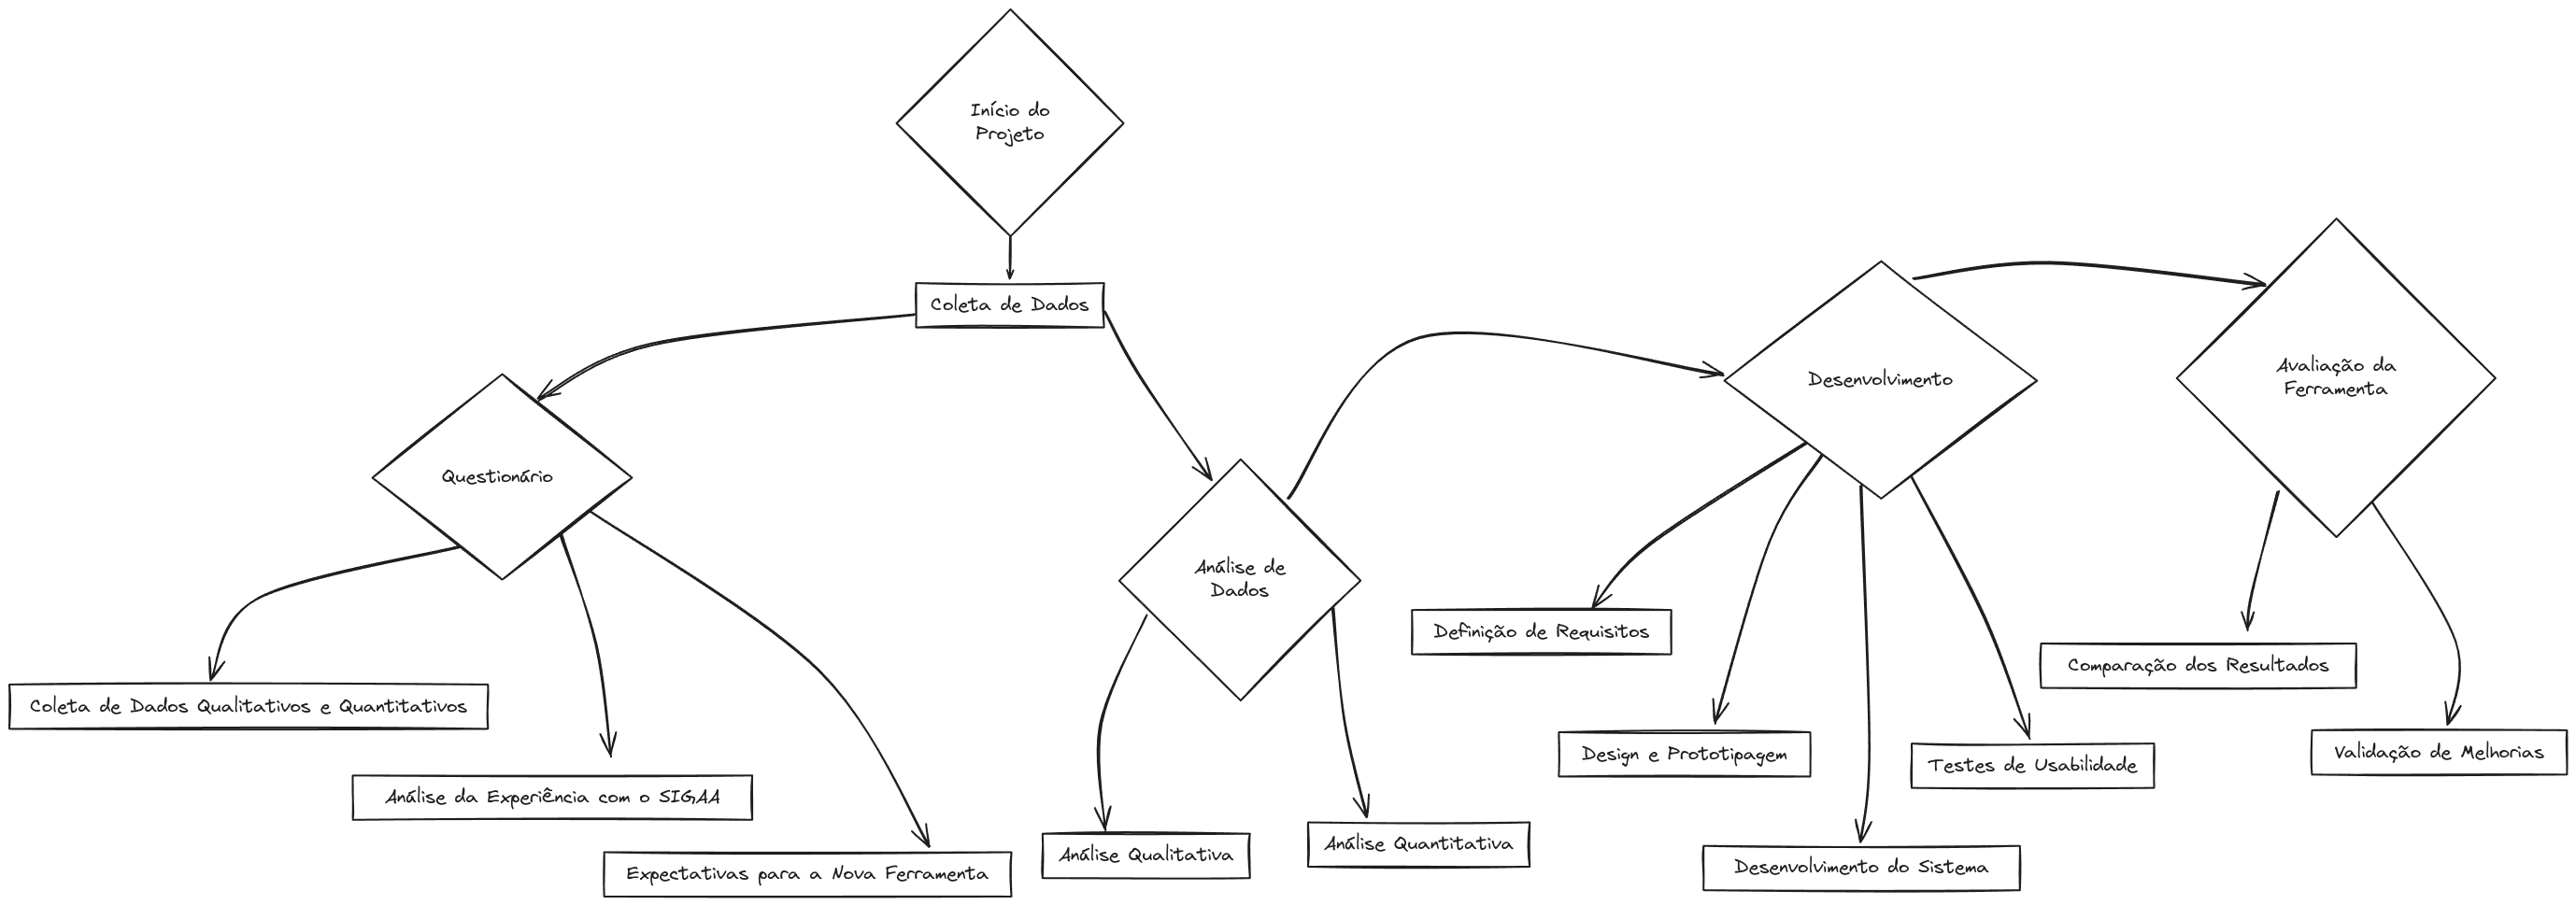 Início do
Projeto
Coleta de Dados
Questionário
Coleta de Dados Qualitativos e Quantitativos
Análise da Experiência com o SIGAA
Expectativas para a Nova Ferramenta
Análise de
Dados
Análise Qualitativa
Análise Quantitativa
Desenvolvimento
Definição de Requisitos
Design e Prototipagem
Desenvolvimento do Sistema
Testes de Usabilidade
Avaliação da
Ferramenta
Comparação dos Resultados
Validação de Melhorias